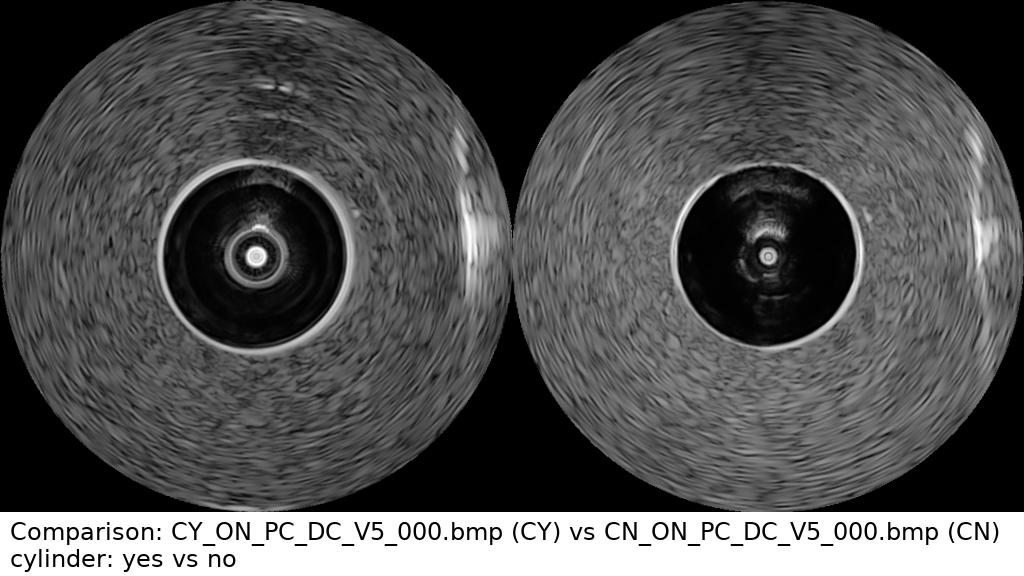 Comparison: CY_ON_PC_DC_V5_000.bmp (CY) vs CN_ON_PC_DC_V5_000.bmp (CN)
cylinder: yes vs no